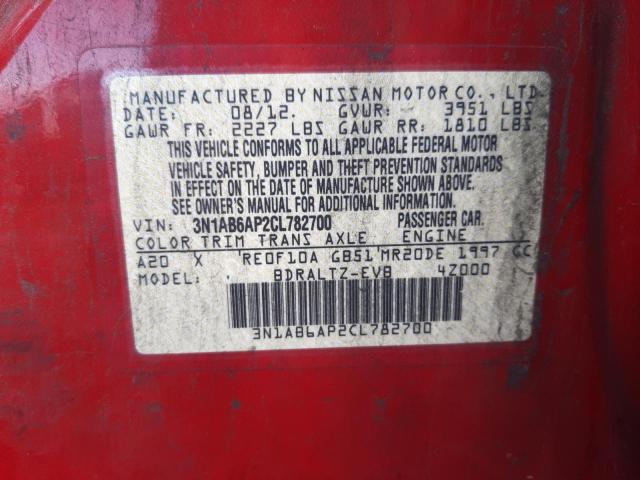 MANUFACTURED BY NISSAN MOTOR CO., LTD.
DATE: 08/12. GVWR: 3951 LBS
GAWR FR: 2227 LBS GAWR RR: 1810 LBS
THIS VEHICLE CONFORMS TO ALL APPLICABLE FEDERAL MOTOR
VEHICLE SAFETY, BUMPER AND THEFT PREVENTION STANDARDS
IN EFFECT ON THE DATE OF MANUFACTURE SHOWN ABOVE.
SEE OWNER'S MANUAL FOR ADDITIONAL INFORMATION.
VIN: 3N1AB6AP2CL782700 PASSENGER CAR.
COLOR TRIM TRANS AXLE ENGINE
A20 X RE0F10A GB51 MR20DE 1997 CC
MODEL: BDRALTZ-EVB 4Z000
3N1AB6AP2CL782700